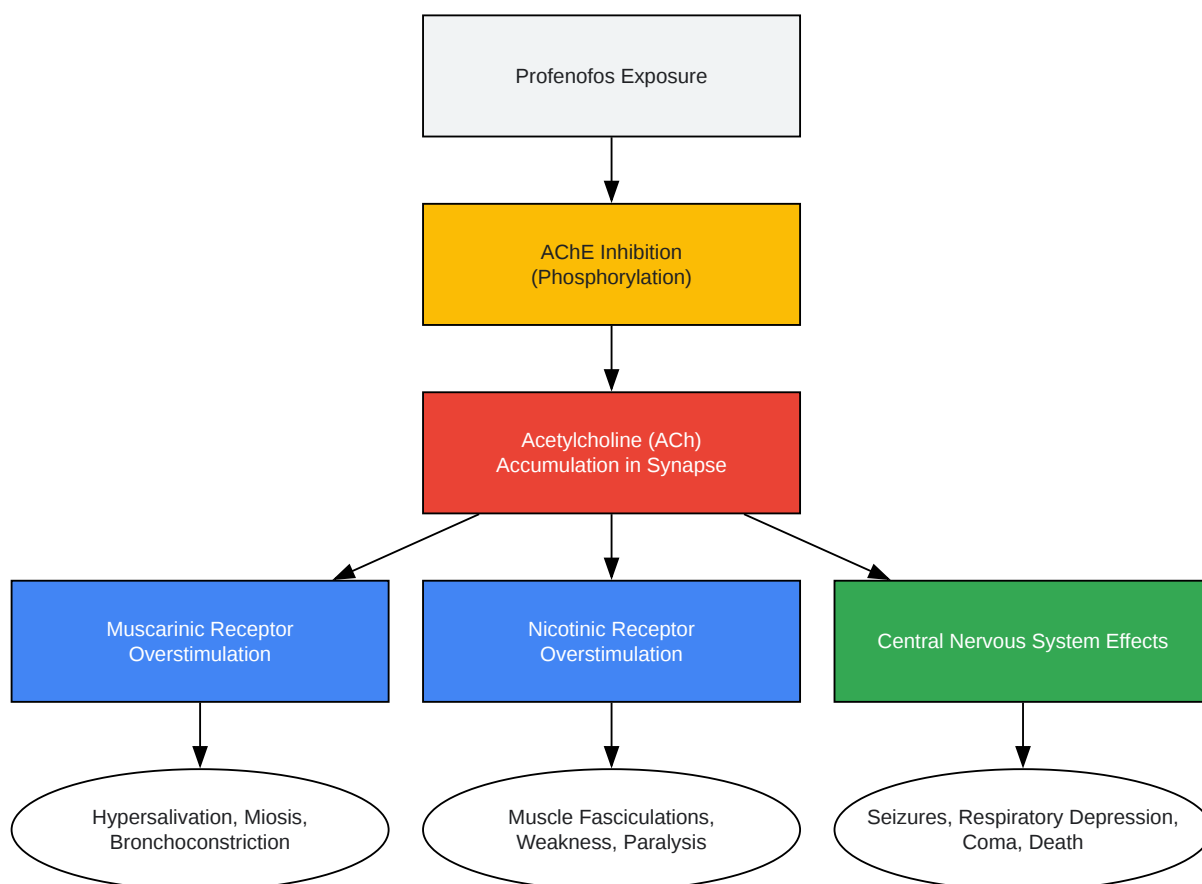 Profenofos Exposure
AChE Inhibition
(Phosphorylation)
Acetylcholine (ACh)
Accumulation in Synapse
Muscarinic Receptor
Overstimulation
Nicotinic Receptor
Overstimulation
Central Nervous System Effects
Hypersalivation, Miosis,
Bronchoconstriction
Muscle Fasciculations,
Weakness, Paralysis
Seizures, Respiratory Depression,
Coma, Death